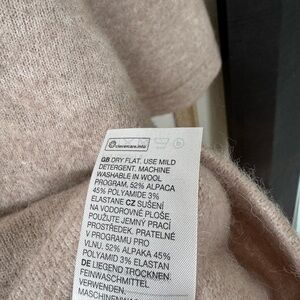 clevercare.info
GB DRY FLAT. USE MILD
DETERGENT. MACHINE
WASHABLE IN WOOL
PROGRAM. 52% ALPACA
45% POLYAMIDE 3%
ELASTANE CZ SUŠENÍ
NA VODOROVNÉ PLOŠE,
POUŽIJTE JEMNÝ PRACÍ
PROSTŘEDEK. PRATELNÉ
V PROGRAMU PRO
VLNU. 52% ALPAKA 45%
POLYAMID 3% ELASTAN
DE LIEGEND TROCKNEN.
FEINWASCHMITTEL
VERWENDEN.
MASCHINENWÄSCHE